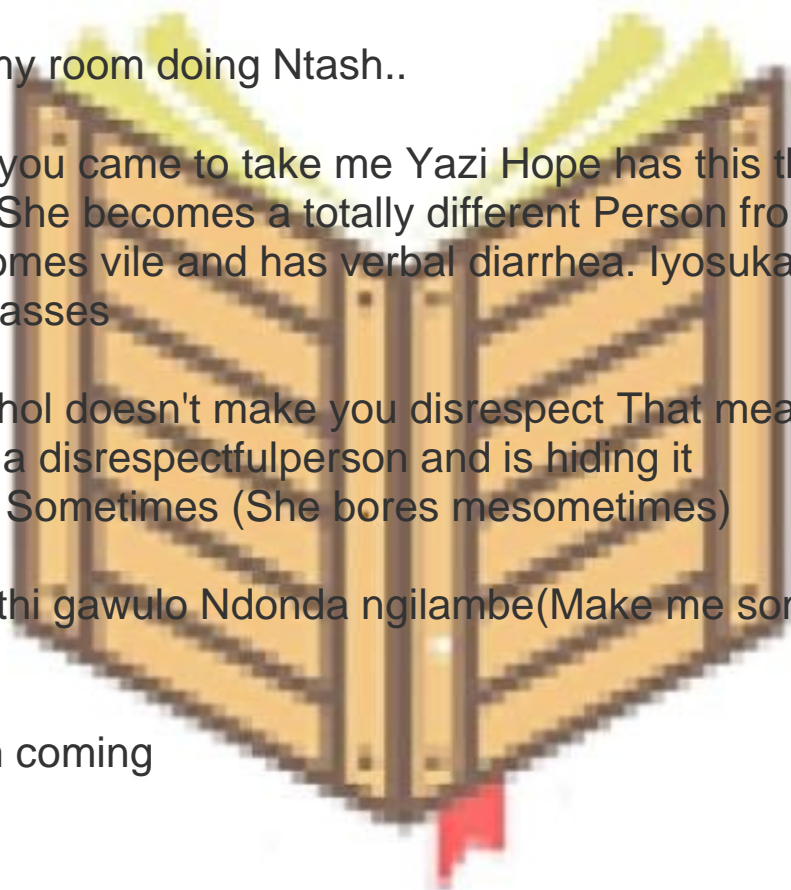 ny room doing Ntash..
you came to take me Yazi Hope has this th
She becomes a totally different Person fro
omes vile and has verbal diarrhea. Iyosuka
asses
hol doesn't make you disrespect That mea
a disrespectfulperson and is hiding it
Sometimes (She bores mesometimes)
thi gawulo Ndonda ngilambe(Make me sor
coming